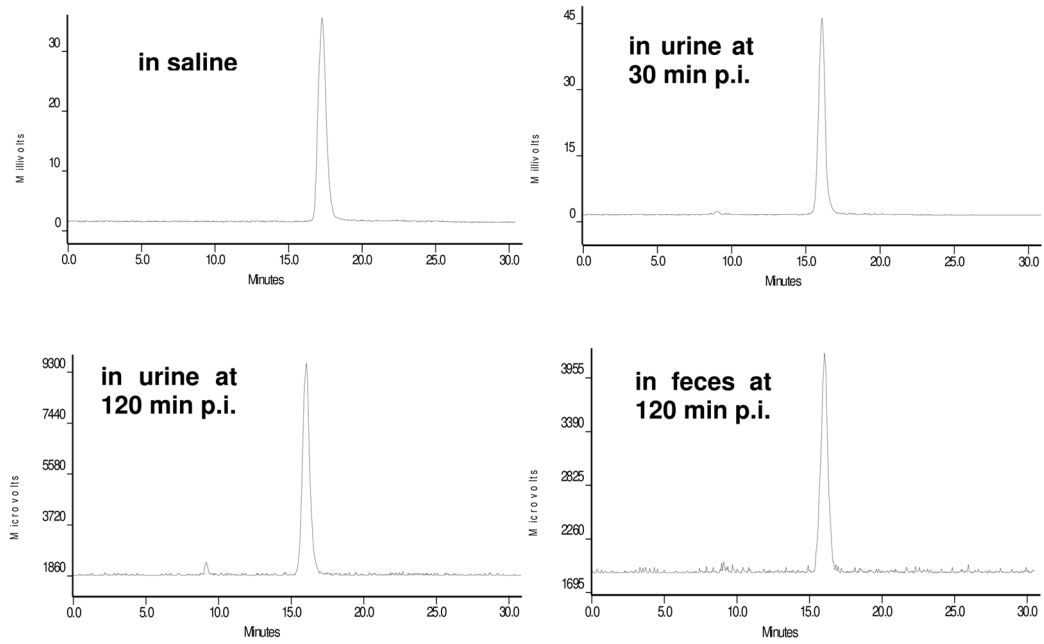 in saline
30
20
10
0
Millivolts
0.0 5.0 10.0 15.0 20.0 25.0 30.0
Minutes
in urine at
30 min p.i.
45
30
15
0
Millivolts
0.0 5.0 10.0 15.0 20.0 25.0 30.0
Minutes
in urine at
120 min p.i.
9300
7440
5580
3720
1860
Microvolts
0.0 5.0 10.0 15.0 20.0 25.0 30.0
Minutes
in feces at
120 min p.i.
3955
3390
2825
2260
1695
Microvolts
0.0 5.0 10.0 15.0 20.0 25.0 30.0
Minutes